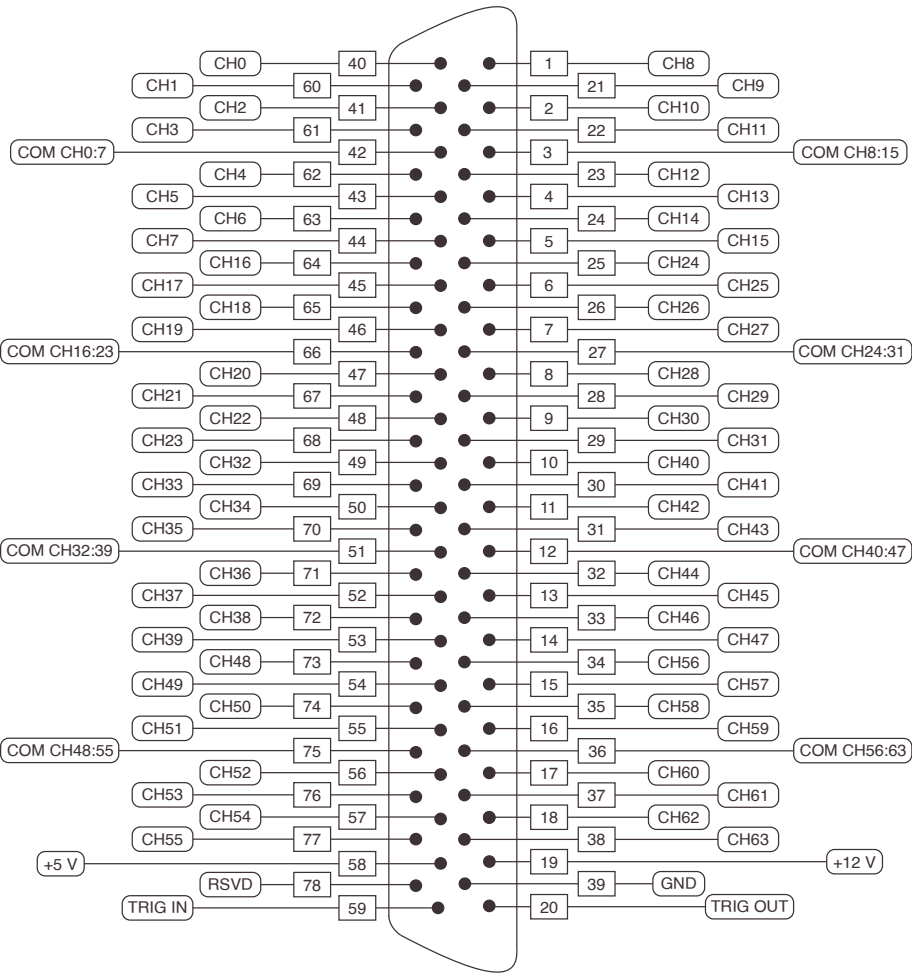 CH0 40 1 CH8
CH1 60 21 CH9
CH2 41 2 CH10
CH3 61 22 CH11
COM CH0:7 42 3 COM CH8:15
CH4 62 23 CH12
CH5 43 4 CH13
CH6 63 24 CH14
CH7 44 5 CH15
CH16 64 25 CH24
CH17 45 6 CH25
CH18 65 26 CH26
CH19 46 7 CH27
COM CH16:23 66 27 COM CH24:31
CH20 47 8 CH28
CH21 67 28 CH29
CH22 48 9 CH30
CH23 68 29 CH31
CH32 49 10 CH40
CH33 69 30 CH41
CH34 50 11 CH42
CH35 70 31 CH43
COM CH32:39 51 12 COM CH40:47
CH36 71 32 CH44
CH37 52 13 CH45
CH38 72 33 CH46
CH39 53 14 CH47
CH48 73 34 CH56
CH49 54 15 CH57
CH50 74 35 CH58
CH51 55 16 CH59
COM CH48:55 75 36 COM CH56:63
CH52 56 17 CH60
CH53 76 37 CH61
CH54 57 18 CH62
CH55 77 38 CH63
+5 V 58 19 +12 V
RSVD 78 39 GND
TRIG IN 59 20 TRIG OUT